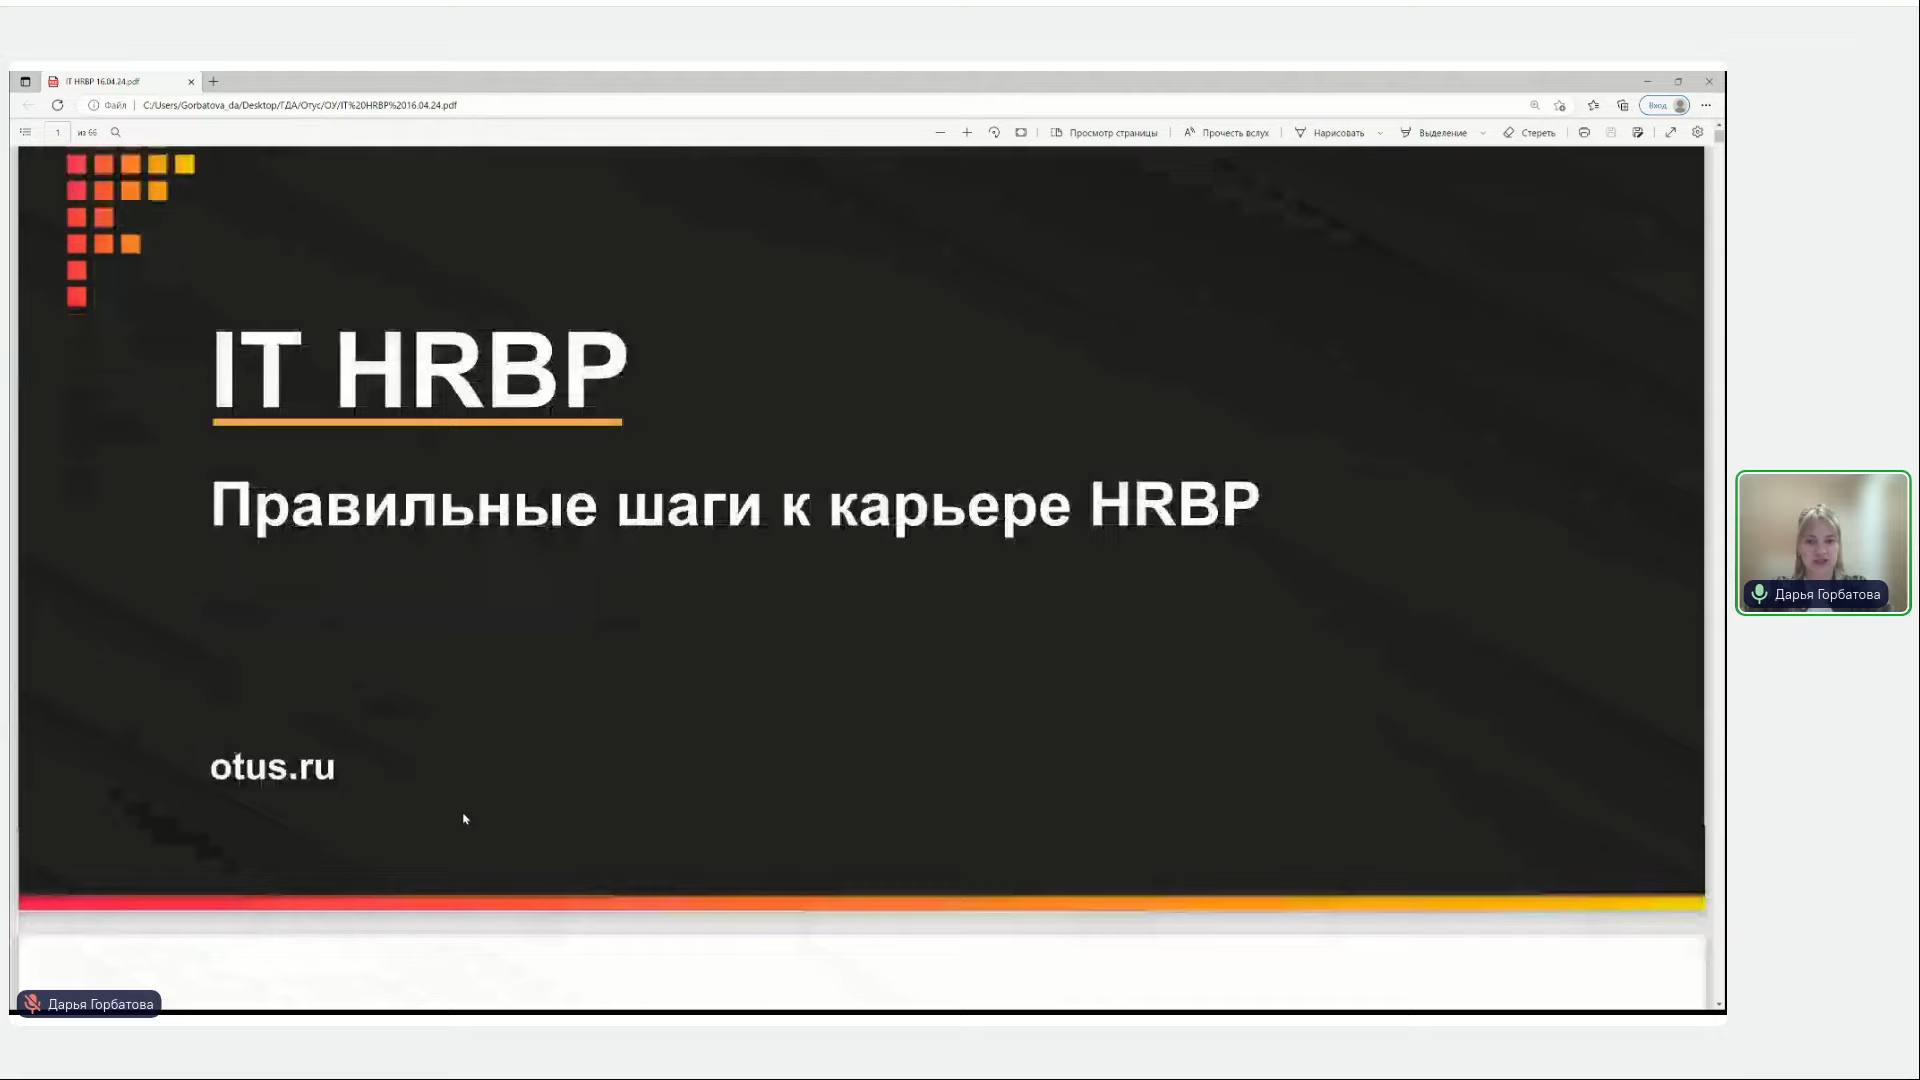 IT HRBP 16.04.24.pdf
Файл
C:/Users/Gorbatova_da/Desktop/ГДА/Отус/ОУ/IT%20HRBP%2016.04.24.pdf
Вход
1 из 66
Просмотр страницы
Прочесть вслух
Нарисовать
Выделение
Стереть
IT HRBP
Правильные шаги к карьере HRBP
otus.ru
Дарья Горбатова
Дарья Горбатова